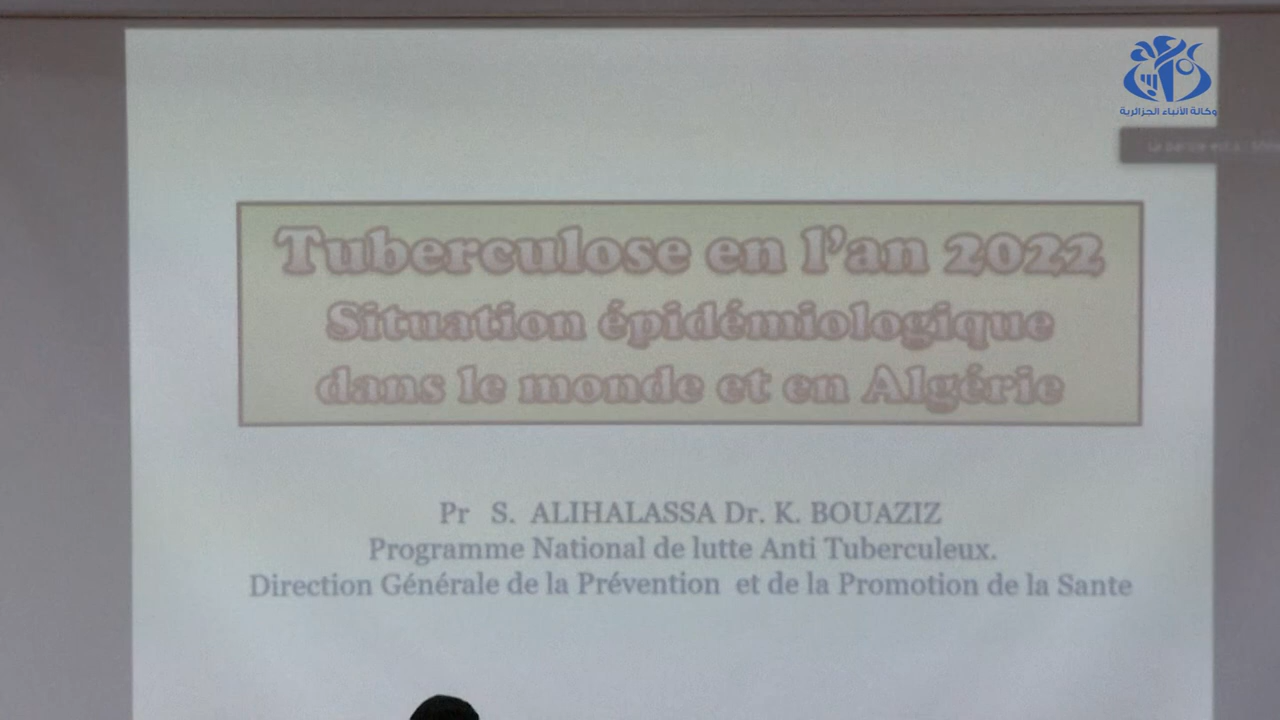 وكالة الأنباء الجزائرية
Tuberculose en l'an 2022
Situation épidémiologique
dans le monde et en Algérie
Pr S. ALIHALASSA Dr. K. BOUAZIZ
Programme National de lutte Anti Tuberculeux.
Direction Générale de la Prévention et de la Promotion de la Sante